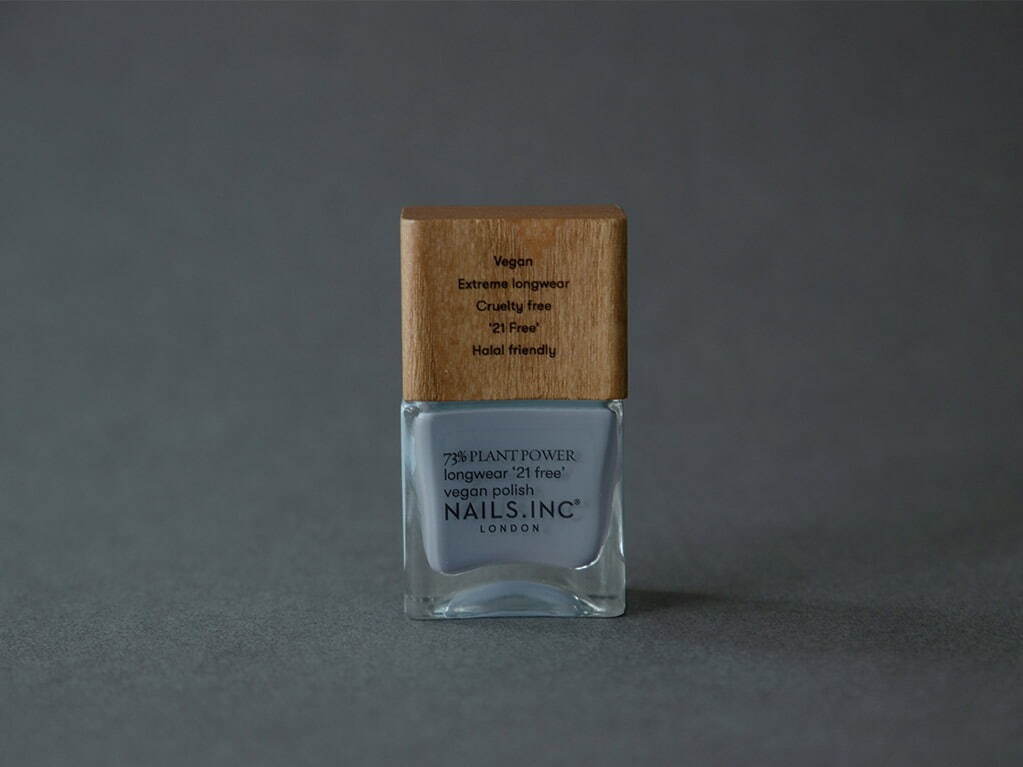 Vegan
Extreme longwear
Cruelty free
‘21 Free’
Halal friendly
73% PLANT POWER
longwear ‘21 free’
vegan polish
NAILS.INC®
LONDON